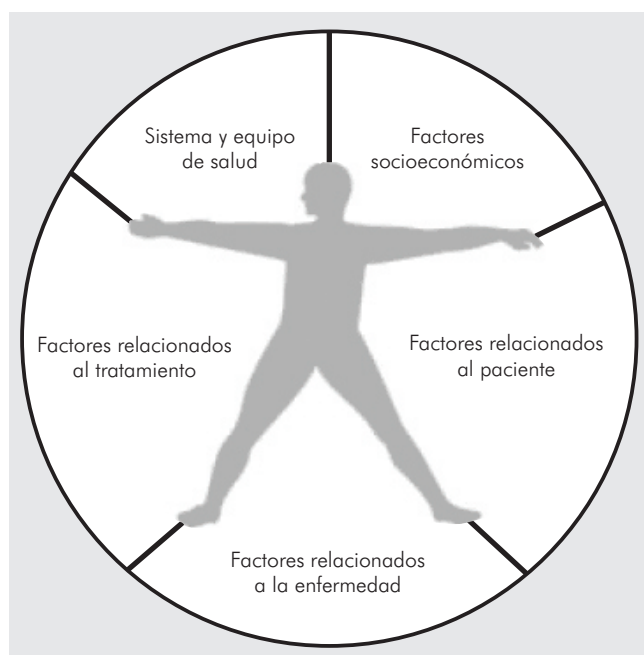 Sistema y equipo
de salud
Factores
socioeconómicos
Factores relacionados
al tratamiento
Factores relacionados
al paciente
Factores relacionados
a la enfermedad